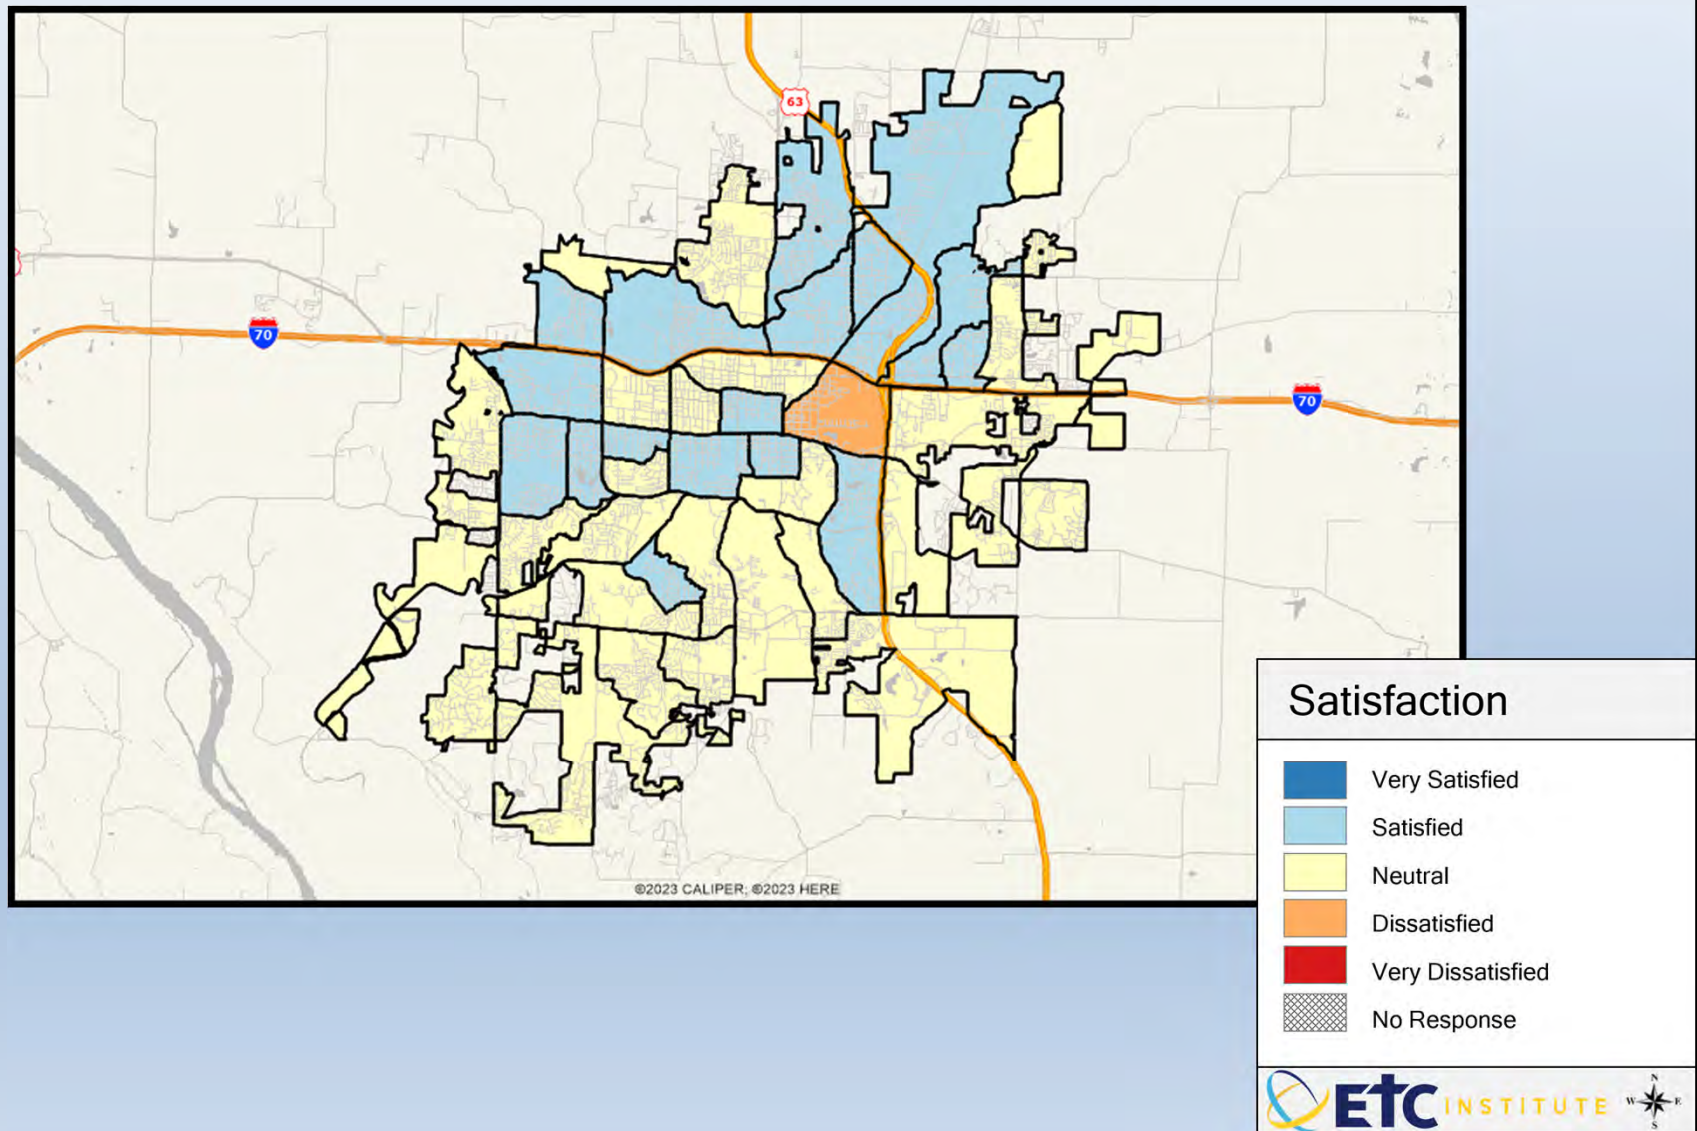 63
70
70
©2023 CALIPER; ©2023 HERE
Satisfaction
Very Satisfied
Satisfied
Neutral
Dissatisfied
Very Dissatisfied
No Response
ETC INSTITUTE
N
W E
S